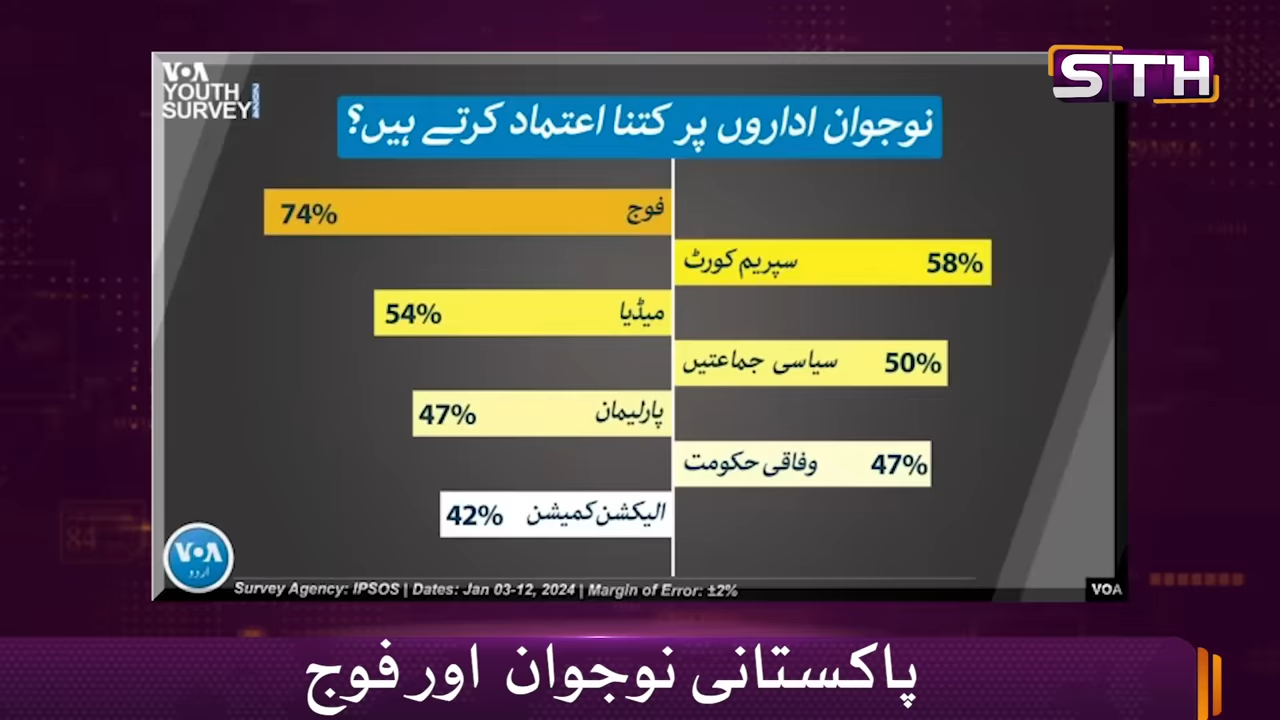 VOA
YOUTH
SURVEY
STH
نوجوان اداروں پر کتنا اعتماد کرتے ہیں؟
فوج 74%
سپریم کورٹ 58%
میڈیا 54%
سیاسی جماعتیں 50%
پارلیمان 47%
وفاقی حکومت 47%
الیکشن کمیشن 42%
VOA
اردو
Survey Agency: IPSOS | Dates: Jan 03-12, 2024 | Margin of Error: ±2%
VOA
84
پاکستانی نوجوان اور فوج